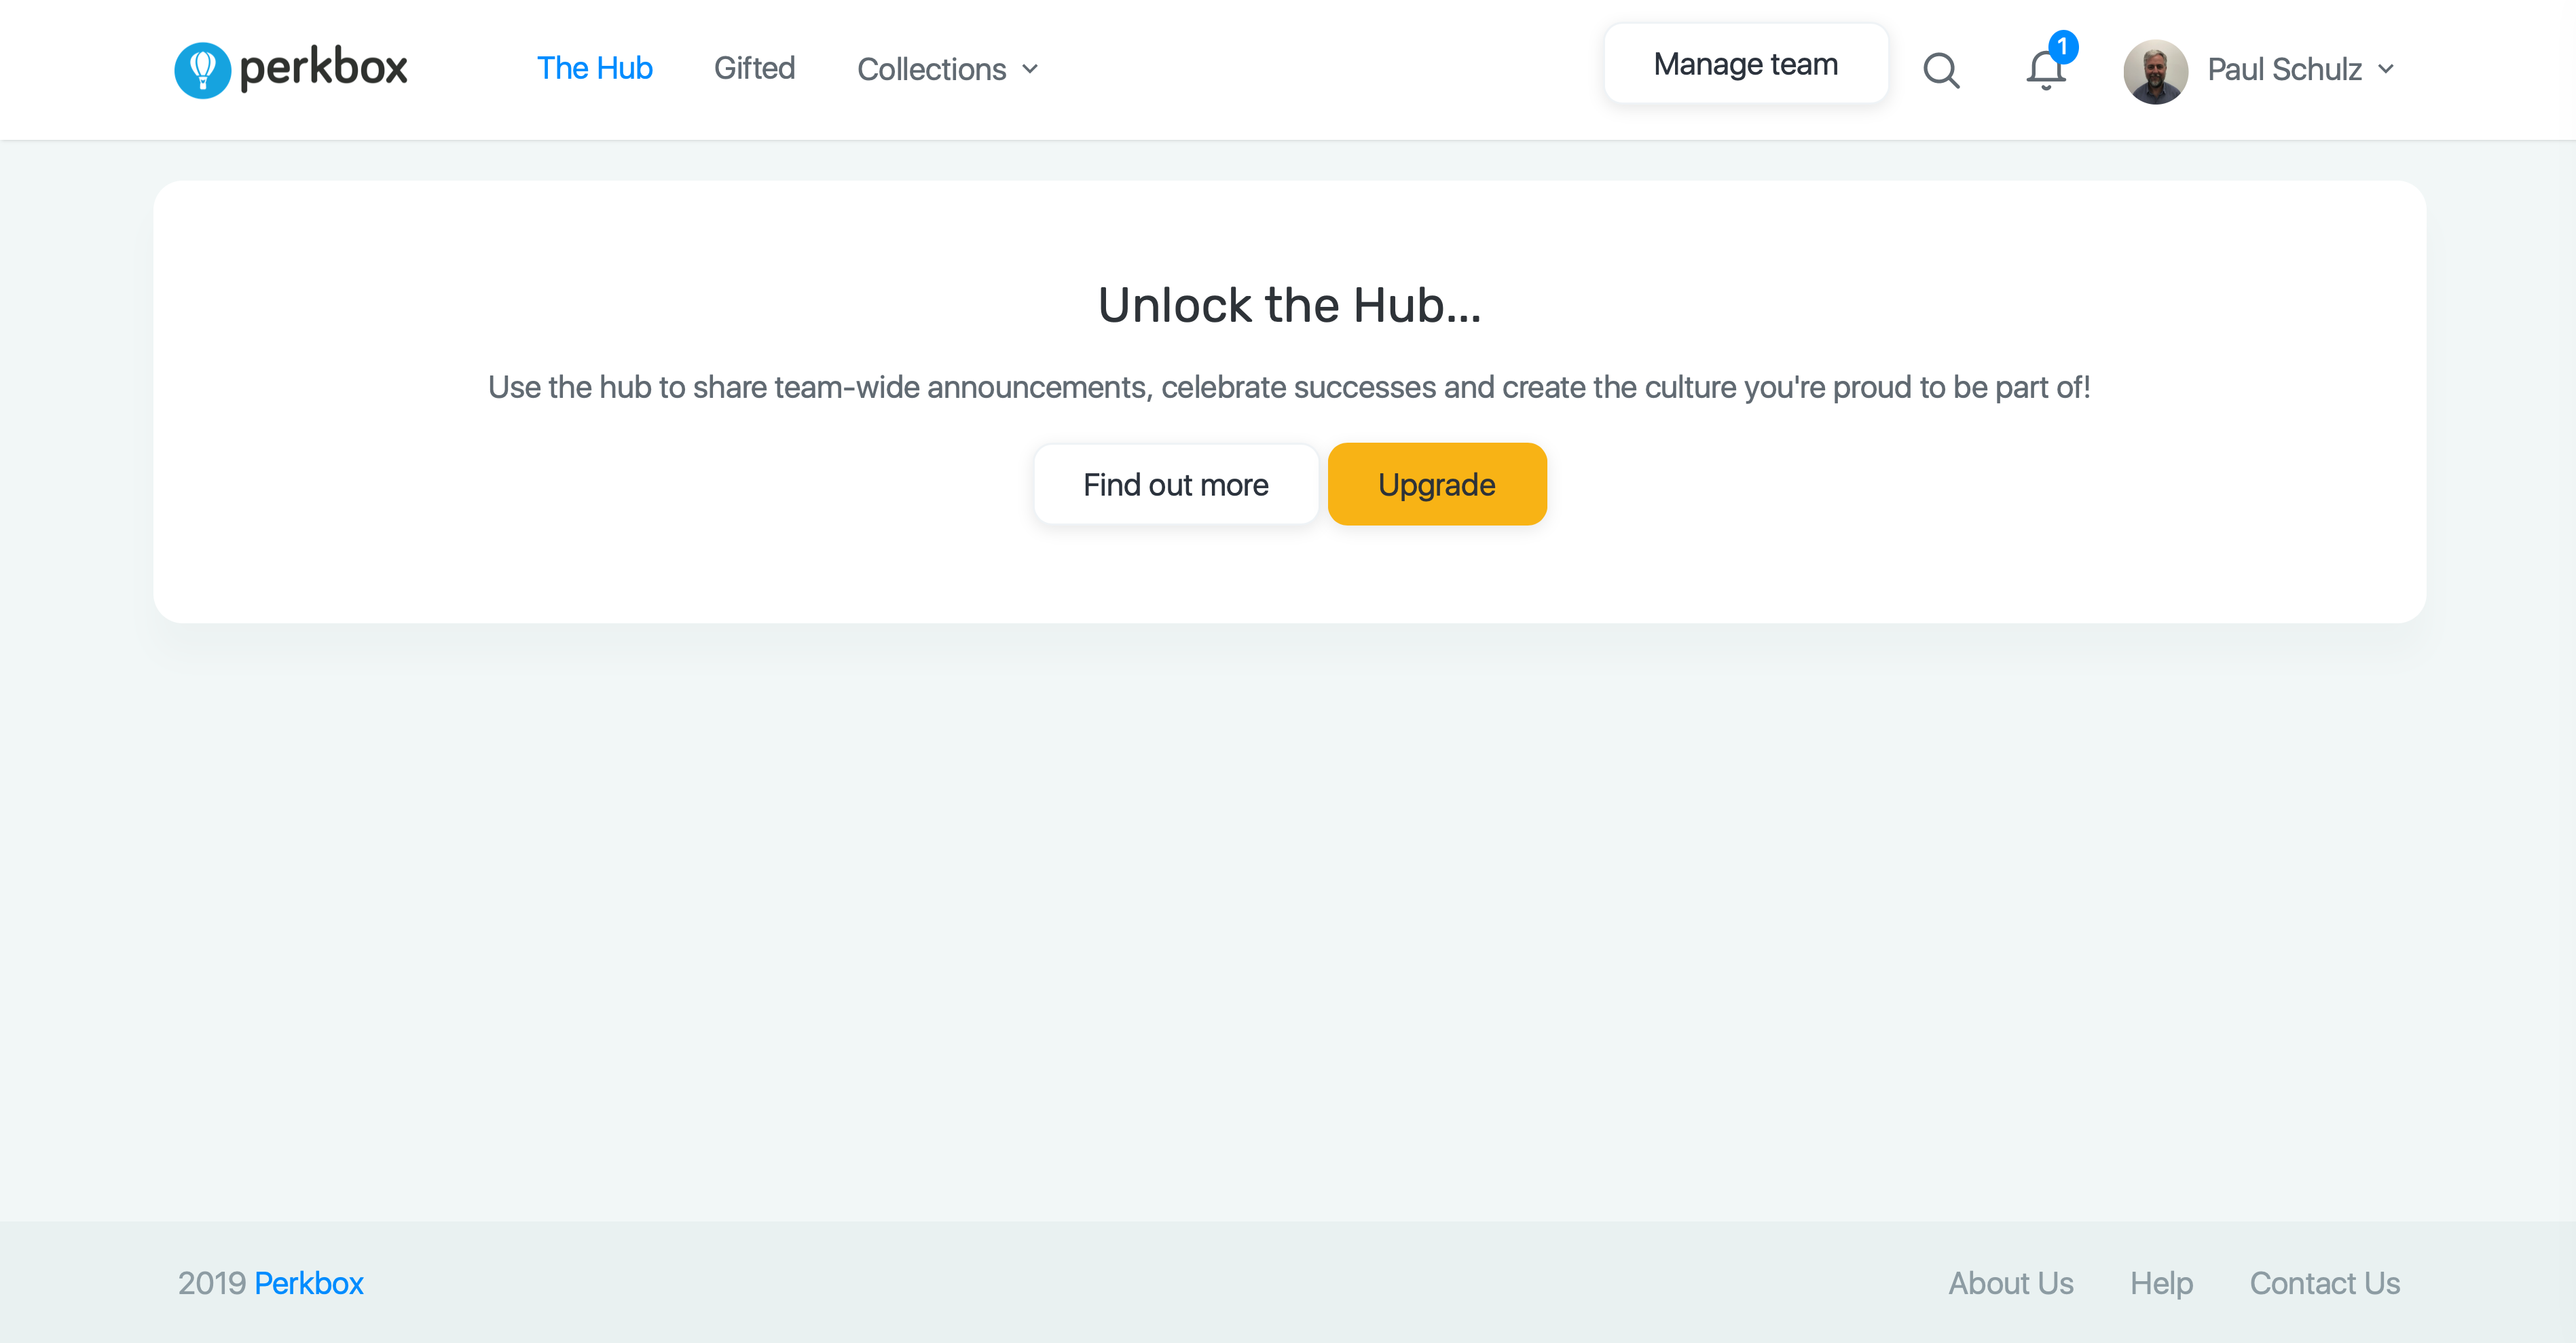 perkbox The Hub Gifted Collections Manage team 1 Paul Schulz
Unlock the Hub...
Use the hub to share team-wide announcements, celebrate successes and create the culture you're proud to be part of!
Find out more Upgrade
2019 Perkbox About Us Help Contact Us